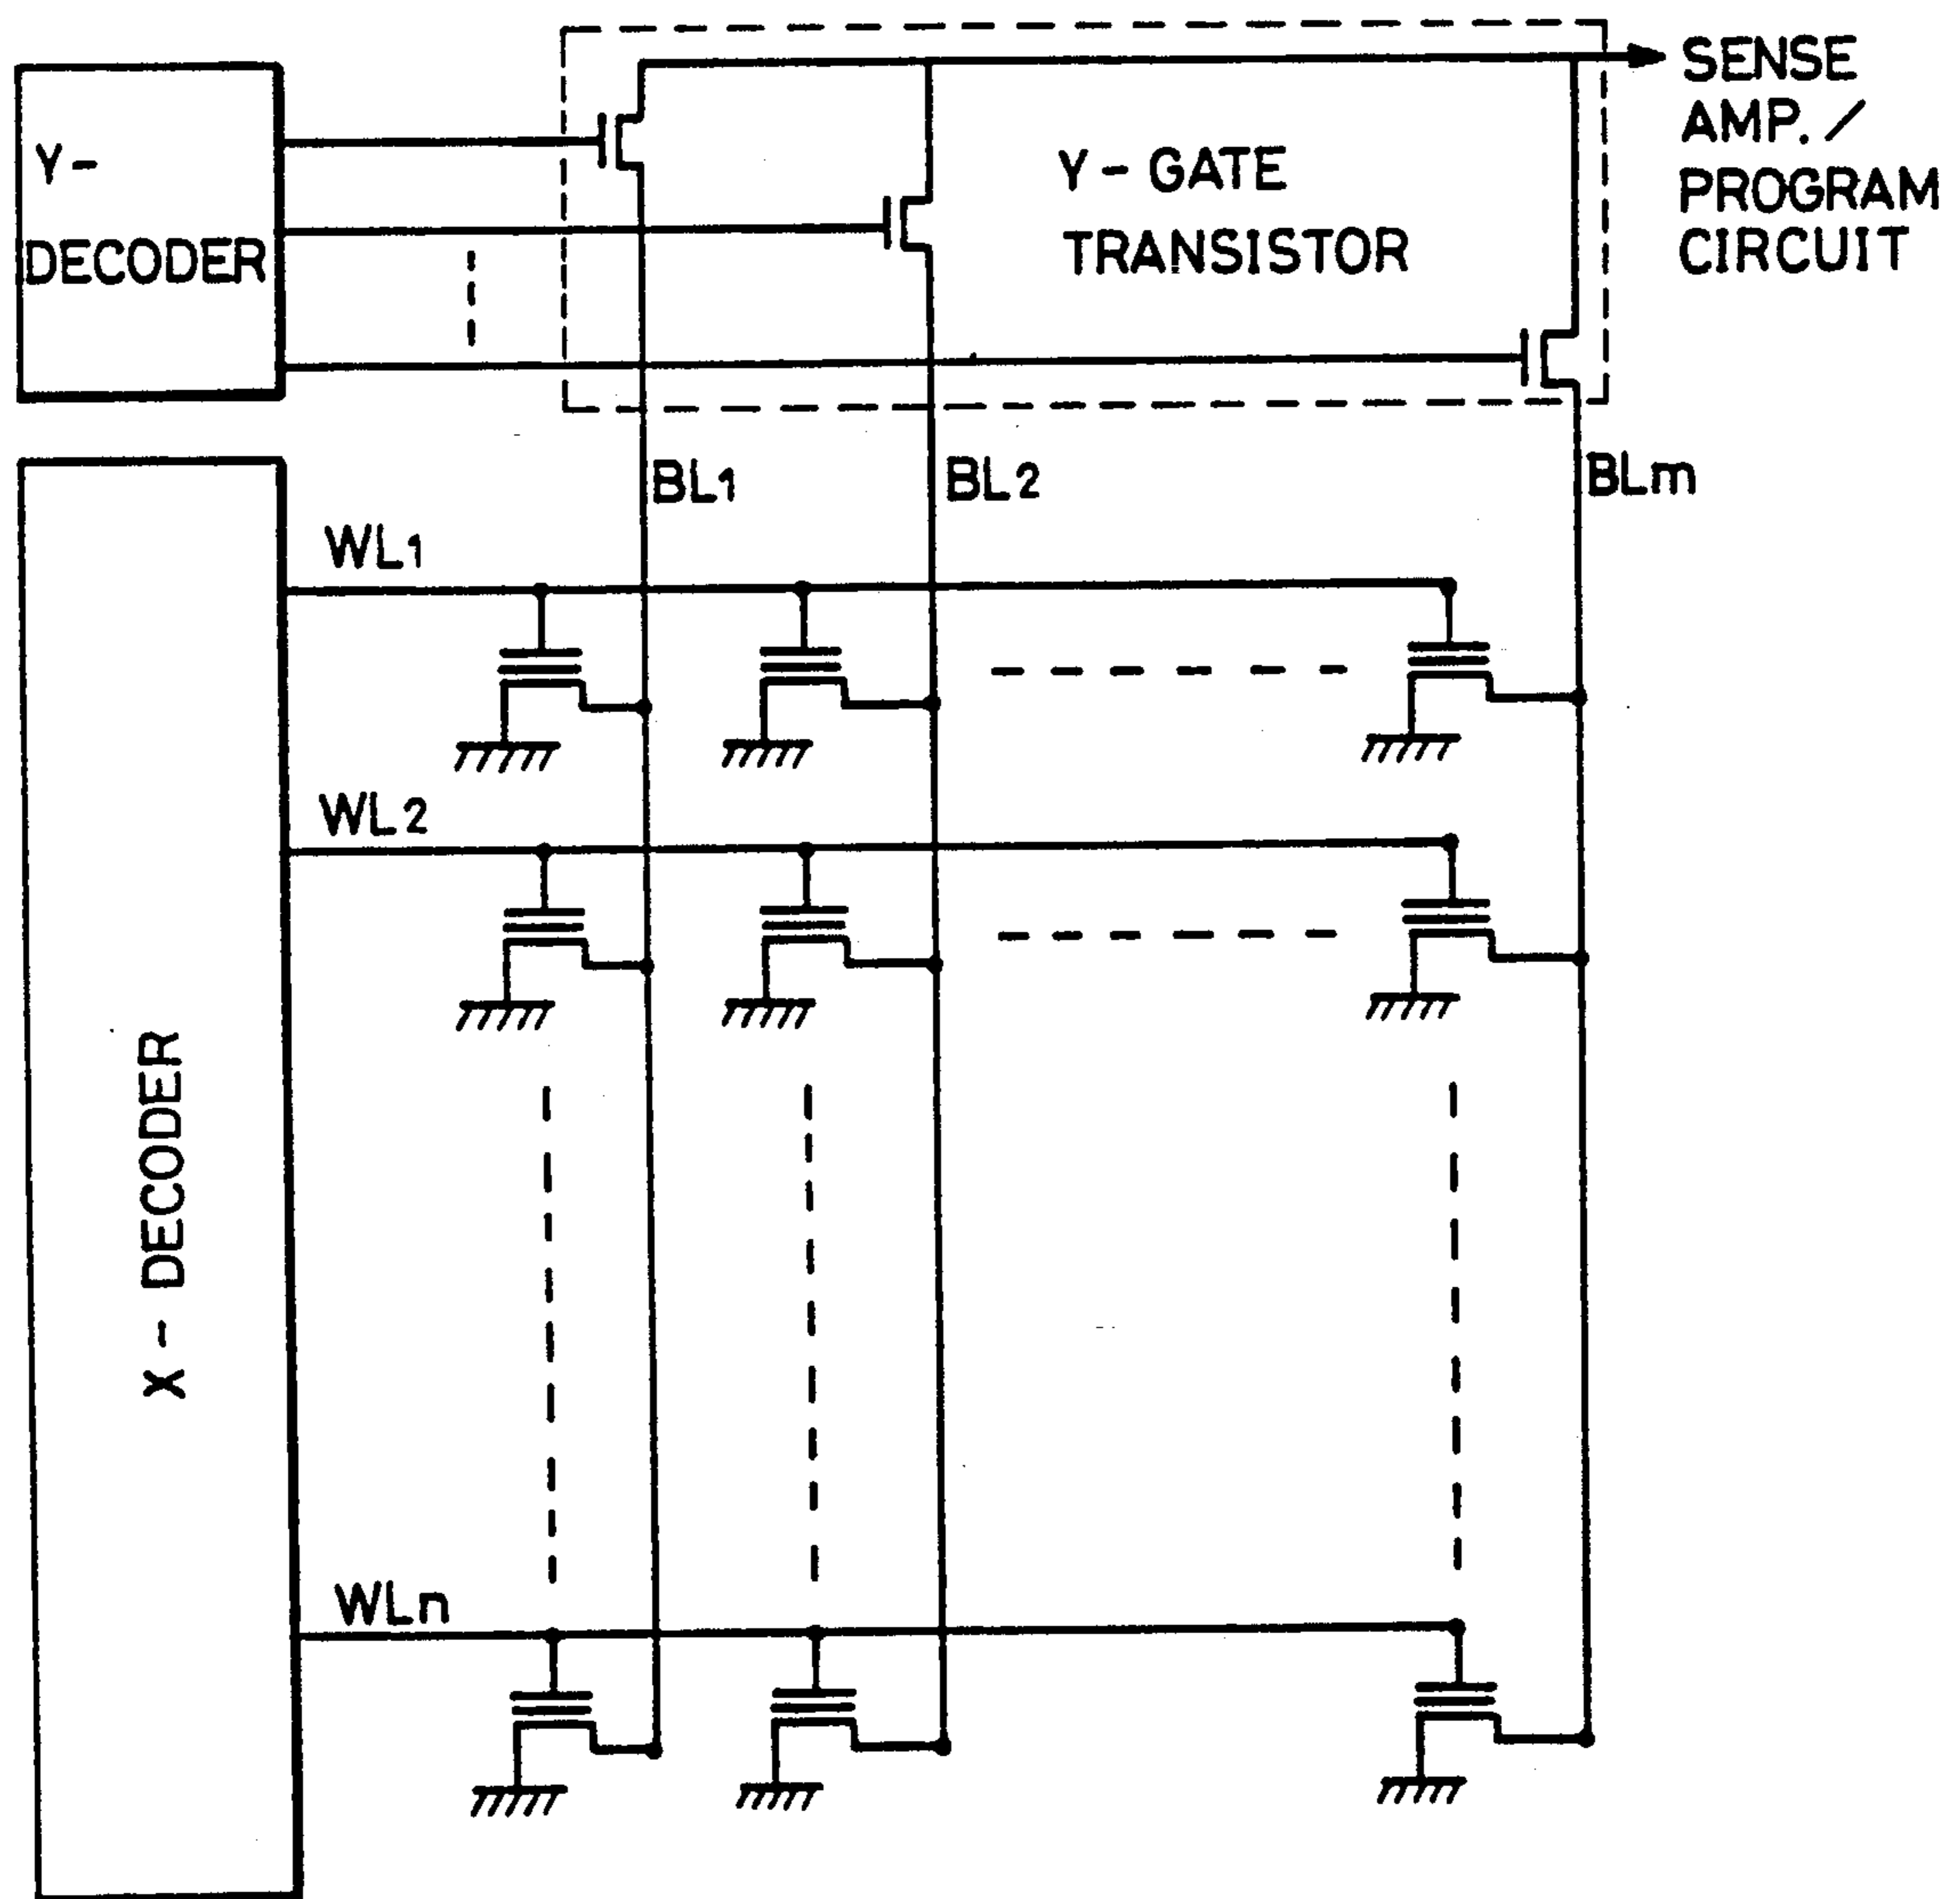 Y-
DECODER
Y - GATE
TRANSISTOR
SENSE
AMP. /
PROGRAM
CIRCUIT
BL1
BL2
BLm
WL1
WL2
X - DECODER
WLn